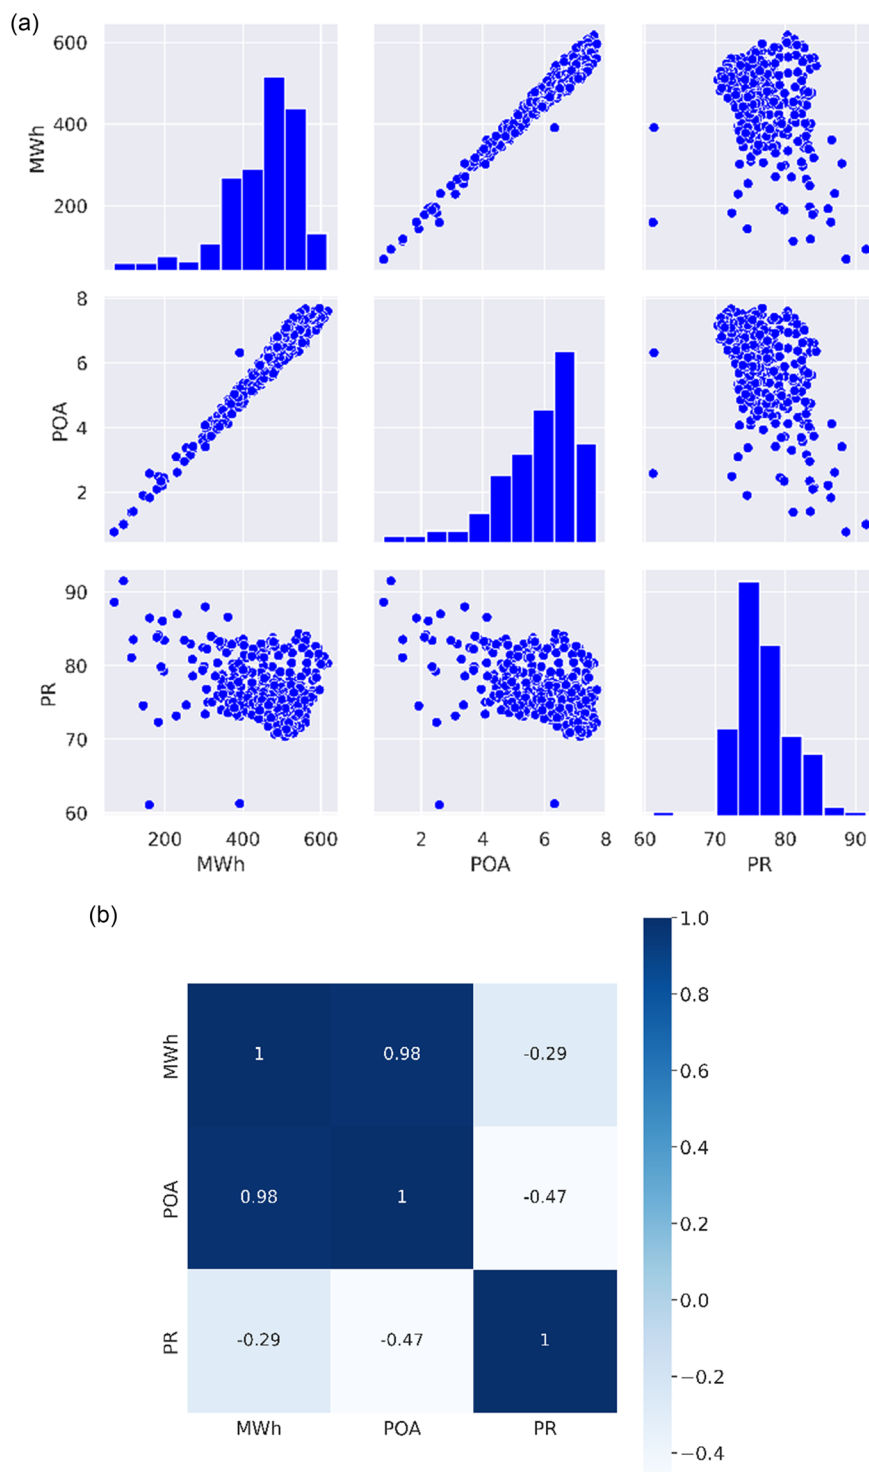 (a)
600
400
200
MWh
8
6
4
2
POA
90
80
70
60
PR
200 400 600
2 4 6 8
60 70 80 90
MWh POA PR
(b)
1.0
0.8
0.6
0.4
0.2
0.0
−0.2
−0.4
MWh 1 0.98 -0.29
POA 0.98 1 -0.47
PR -0.29 -0.47 1
MWh POA PR